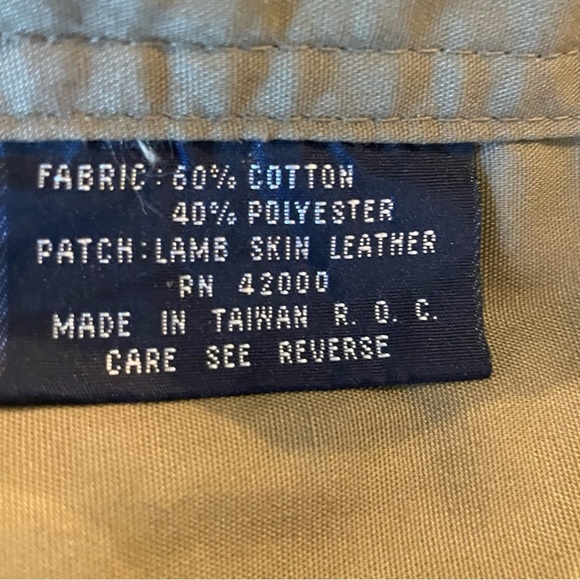 FABRIC: 60% COTTON
40% POLYESTER
PATCH: LAMB SKIN LEATHER
RN 42000
MADE IN TAIWAN R. O. C.
CARE SEE REVERSE